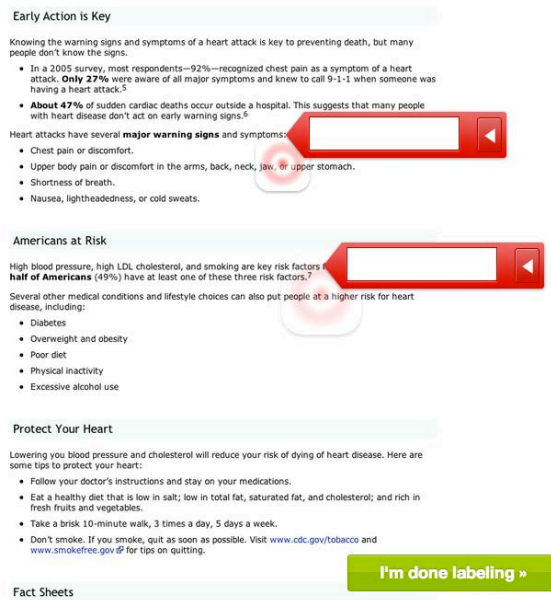 Early Action is Key
Knowing the warning signs and symptoms of a heart attack is key to preventing death, but many
people don't know the signs.
• In a 2005 survey, most respondents—92%—recognized chest pain as a symptom of a heart
attack. Only 27% were aware of all major symptoms and knew to call 9-1-1 when someone was
having a heart attack.5
• About 47% of sudden cardiac deaths occur outside a hospital. This suggests that many people
with heart disease don't act on early warning signs.6
Heart attacks have several major warning signs and symptoms:
• Chest pain or discomfort.
• Upper body pain or discomfort in the arms, back, neck, jaw, or upper stomach.
• Shortness of breath.
• Nausea, lightheadedness, or cold sweats.
Americans at Risk
High blood pressure, high LDL cholesterol, and smoking are key risk factors
half of Americans (49%) have at least one of these three risk factors.7
Several other medical conditions and lifestyle choices can also put people at a higher risk for heart
disease, including:
• Diabetes
• Overweight and obesity
• Poor diet
• Physical inactivity
• Excessive alcohol use
Protect Your Heart
Lowering you blood pressure and cholesterol will reduce your risk of dying of heart disease. Here are
some tips to protect your heart:
• Follow your doctor's instructions and stay on your medications.
• Eat a healthy diet that is low in salt; low in total fat, saturated fat, and cholesterol; and rich in
fresh fruits and vegetables.
• Take a brisk 10-minute walk, 3 times a day, 5 days a week.
• Don't smoke. If you smoke, quit as soon as possible. Visit www.cdc.gov/tobacco and
www.smokefree.gov for tips on quitting.
I'm done labeling »
Fact Sheets